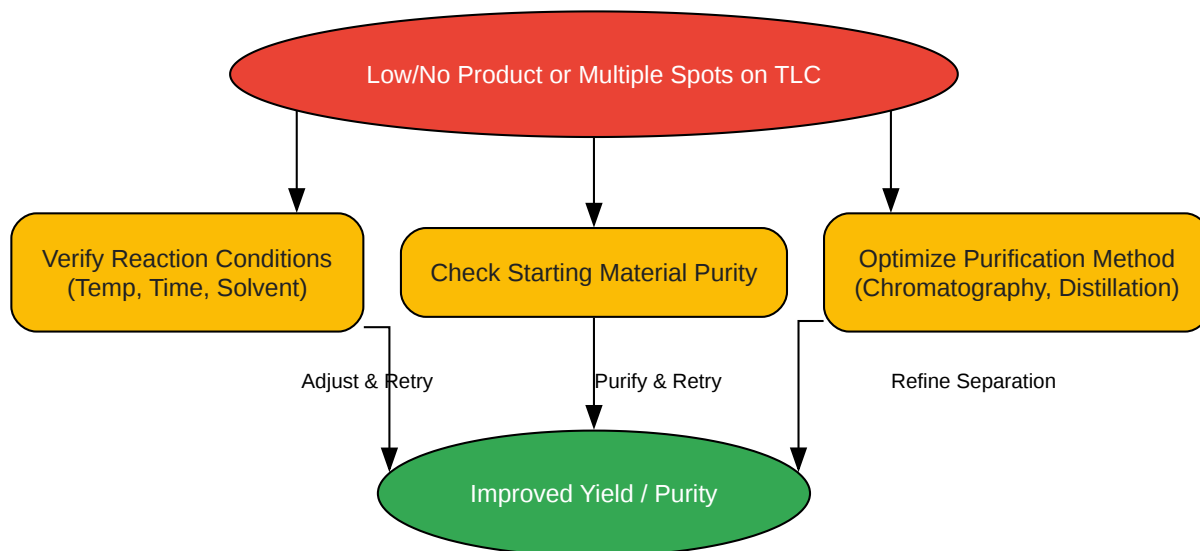 Low/No Product or Multiple Spots on TLC
Verify Reaction Conditions
(Temp, Time, Solvent)
Check Starting Material Purity
Optimize Purification Method
(Chromatography, Distillation)
Adjust & Retry
Purify & Retry
Refine Separation
Improved Yield / Purity